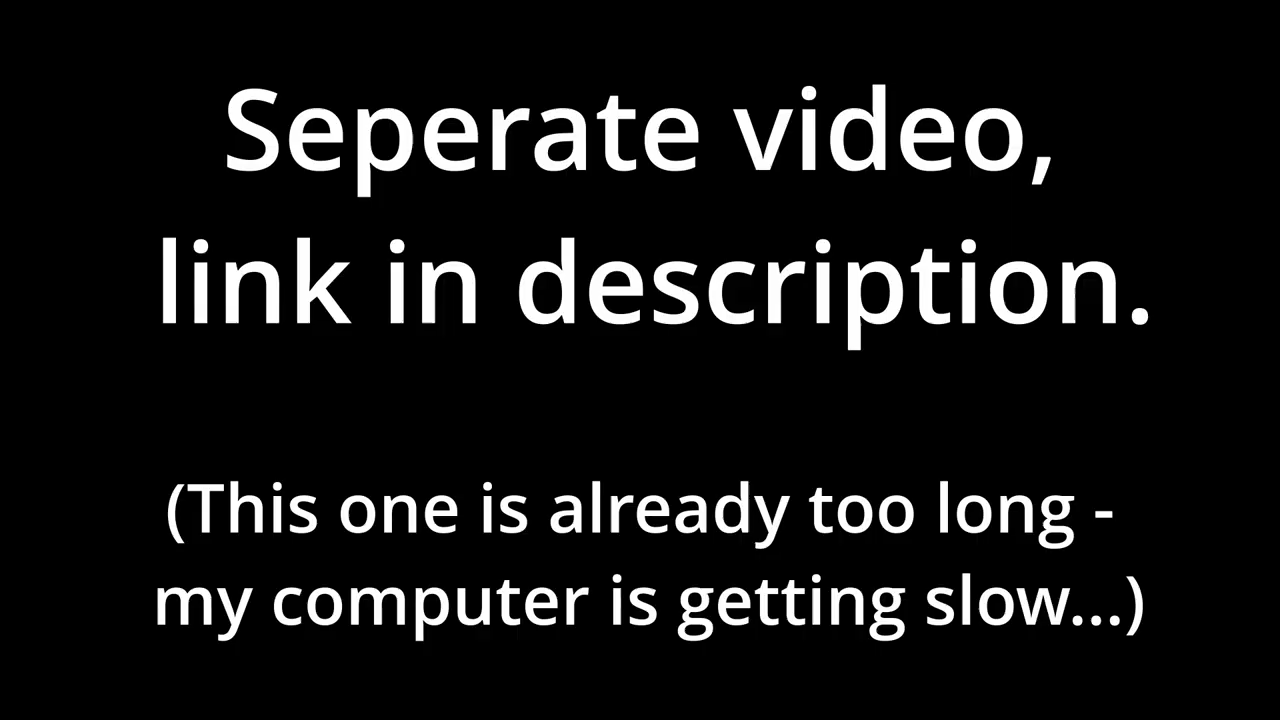 Seperate video,
link in description.
(This one is already too long -
my computer is getting slow...)